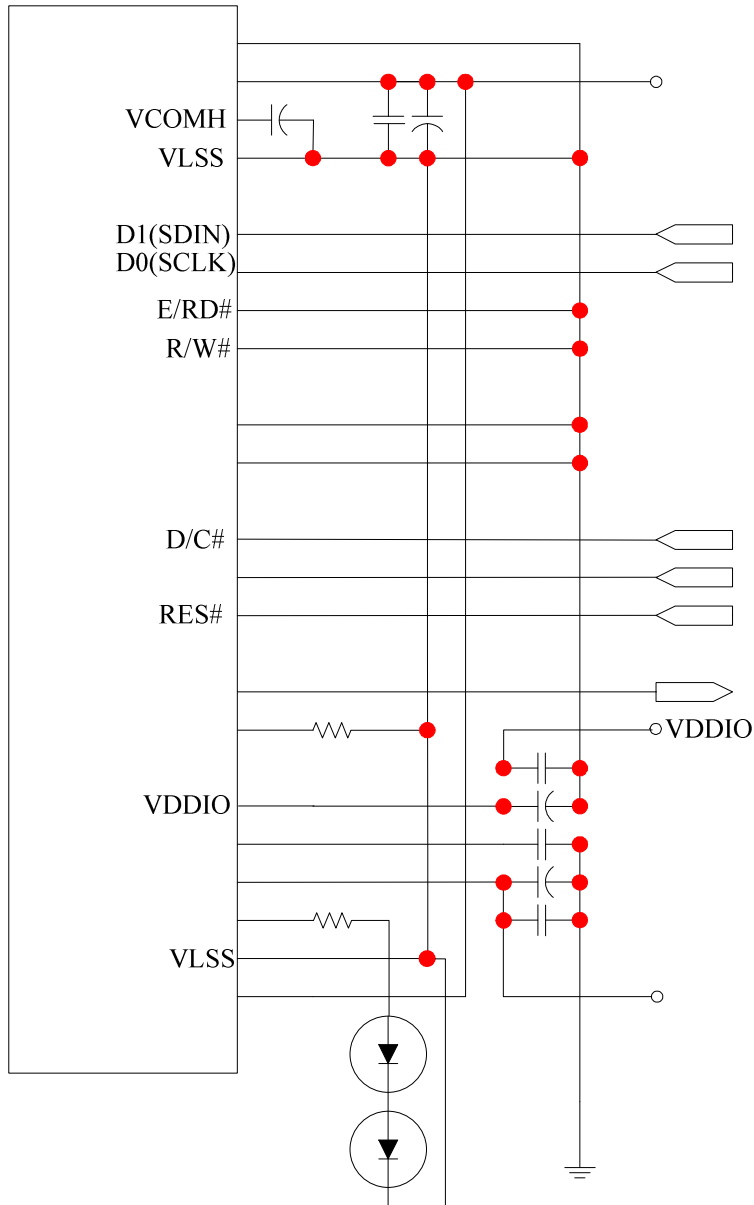 VCOMH
VLSS
D1(SDIN)
D0(SCLK)
E/RD#
R/W#
D/C#
RES#
VDDIO
VDDIO
VLSS